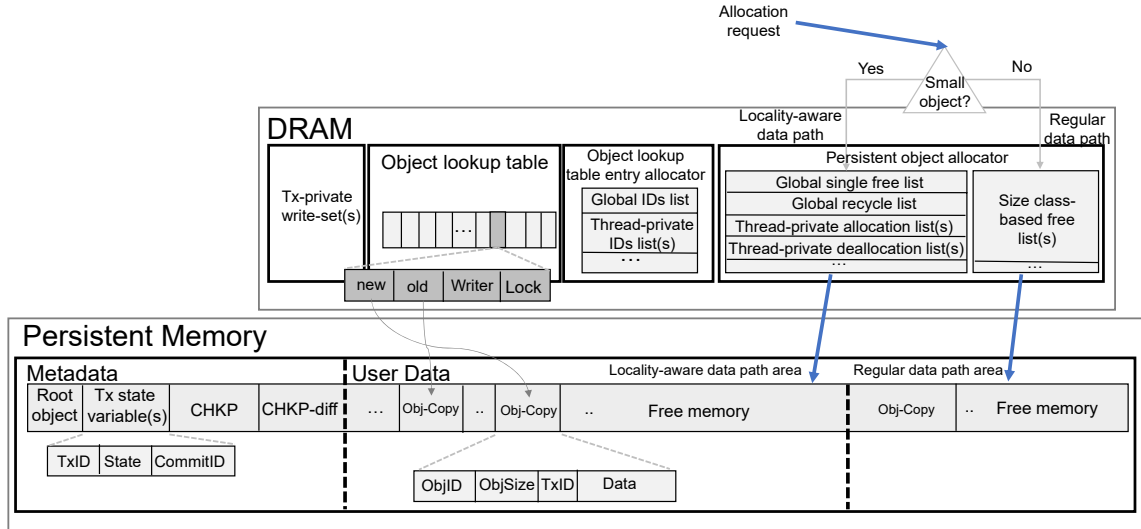 Allocation
request
Yes
No
Small
object?
Locality-aware
data path
Regular
data path
DRAM
Tx-private
write-set(s)
Object lookup table
...
new
old
Writer
Lock
Object lookup
table entry allocator
Global IDs list
Thread-private
IDs list(s)
...
Persistent object allocator
Global single free list
Global recycle list
Thread-private allocation list(s)
Thread-private deallocation list(s)
...
Size class-
based free
list(s)
...
Persistent Memory
Metadata
User Data
Locality-aware data path area
Regular data path area
Root
object
Tx state
variable(s)
CHKP
CHKP-diff
...
Obj-Copy
..
Obj-Copy
..
Free memory
Obj-Copy
..
Free memory
TxID
State
CommitID
ObjID
ObjSize
TxID
Data